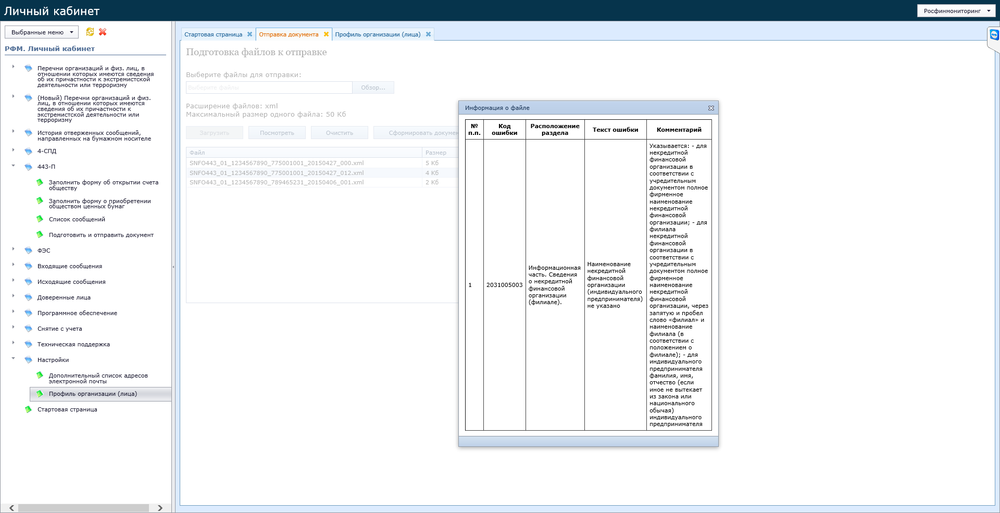 Личный кабинет
Росфинмониторинг
Выбранные меню
РФМ. Личный кабинет
Перечни организаций и физ. лиц, в
отношении которых имеются сведения
об их причастности к экстремистской
деятельности или терроризму
(Новый) Перечни организаций и физ.
лиц, в отношении которых имеются
сведения об их причастности к
экстремистской деятельности или
терроризму
История отверженных сообщений,
направленных на бумажном носителе
4-СПД
443-П
Заполнить форму об открытии счета
обществу
Заполнить форму о приобретении
обществом ценных бумаг
Список сообщений
Подготовить и отправить документ
ФЭС
Входящие сообщения
Исходящие сообщения
Доверенные лица
Программное обеспечение
Снятие с учета
Техническая поддержка
Настройки
Дополнительный список адресов
электронной почты
Профиль организации (лица)
Стартовая страница
Стартовая страница
Отправка документа
Профиль организации (лица)
Подготовка файлов к отправке
Выберите файлы для отправки:
Выберите файлы
Обзор...
Расширение файлов: xml
Максимальный размер одного файла: 50 Кб
Загрузить
Посмотреть
Очистить
Сформировать докумен
Файл
Размер
SNFO443_01_1234567890_775001001_20150427_000.xml
5 Кб
SNFO443_01_1234567890_775001001_20150427_012.xml
4 Кб
SNFO443_01_1234567890_789465231_20150406_001.xml
2 Кб
Информация о файле
№
п.п.
Код
ошибки
Расположение
раздела
Текст ошибки
Комментарий
1
2031005003
Информационная
часть. Сведения
о некредитной
финансовой
организации
(филиале).
Наименование
некредитной
финансовой
организации
(индивидуального
предпринимателя)
не указано
Указывается: - для
некредитной
финансовой
организации в
соответствии с
учредительным
документом полное
фирменное
наименование
некредитной
финансовой
организации; - для
филиала
некредитной
финансовой
организации в
соответствии с
учредительным
документом полное
фирменное
наименование
некредитной
финансовой
организации, через
запятую и пробел
слово «филиал» и
наименование
филиала (в
соответствии с
положением о
филиале); - для
индивидуального
предпринимателя
фамилия, имя,
отчество (если
иное не вытекает
из закона или
национального
обычая)
индивидуального
предпринимателя